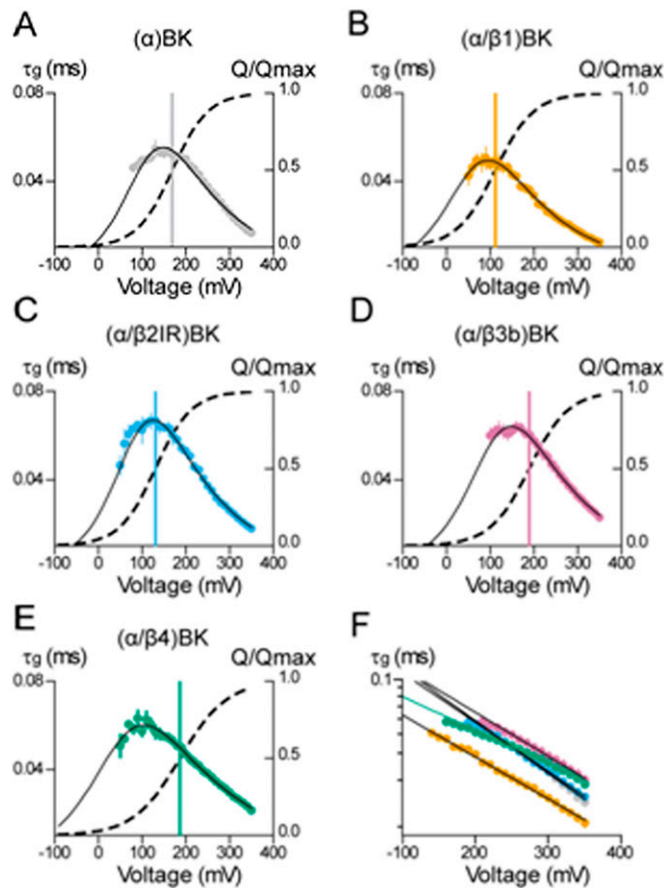 A
(α)BK
τg (ms)
Q/Qmax
0.08
0.04
1.0
0.5
0.0
-100 0 100 200 300 400
Voltage (mV)
B
(α/β1)BK
τg (ms)
Q/Qmax
0.08
0.04
1.0
0.5
0.0
-100 0 100 200 300 400
Voltage (mV)
C
(α/β2IR)BK
τg (ms)
Q/Qmax
0.08
0.04
1.0
0.5
0.0
-100 0 100 200 300 400
Voltage (mV)
D
(α/β3b)BK
τg (ms)
Q/Qmax
0.08
0.04
1.0
0.5
0.0
-100 0 100 200 300 400
Voltage (mV)
E
(α/β4)BK
τg (ms)
Q/Qmax
0.08
0.04
1.0
0.5
0.0
-100 0 100 200 300 400
Voltage (mV)
F
τg (ms)
0.1
-100 200 300 400
Voltage (mV)